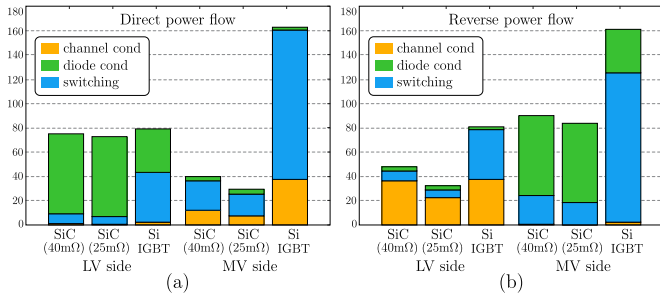 Direct power flow
180
160
140
120
100
80
60
40
20
0
channel cond
diode cond
switching
SiC SiC Si SiC SiC Si
(40mΩ) (25mΩ) IGBT (40mΩ) (25mΩ) IGBT
LV side MV side
(a)
Reverse power flow
180
160
140
120
100
80
60
40
20
0
channel cond
diode cond
switching
SiC SiC Si SiC SiC Si
(40mΩ) (25mΩ) IGBT (40mΩ) (25mΩ) IGBT
LV side MV side
(b)